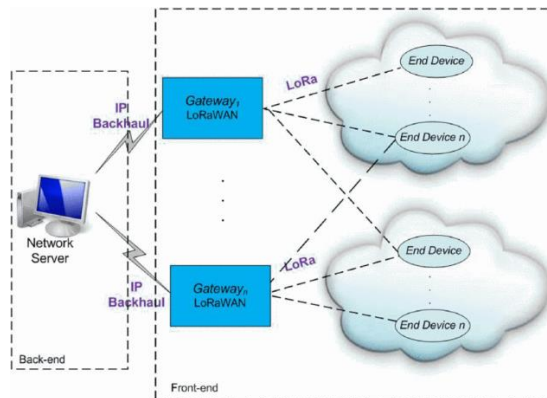 End Device
LoRa
IP
Backhaul
Gateway₁
LoRaWAN
End Device n
Network
Server
End Device
LoRa
IP
Backhaul
Gatewayₙ
LoRaWAN
End Device n
Back-end
Front-end